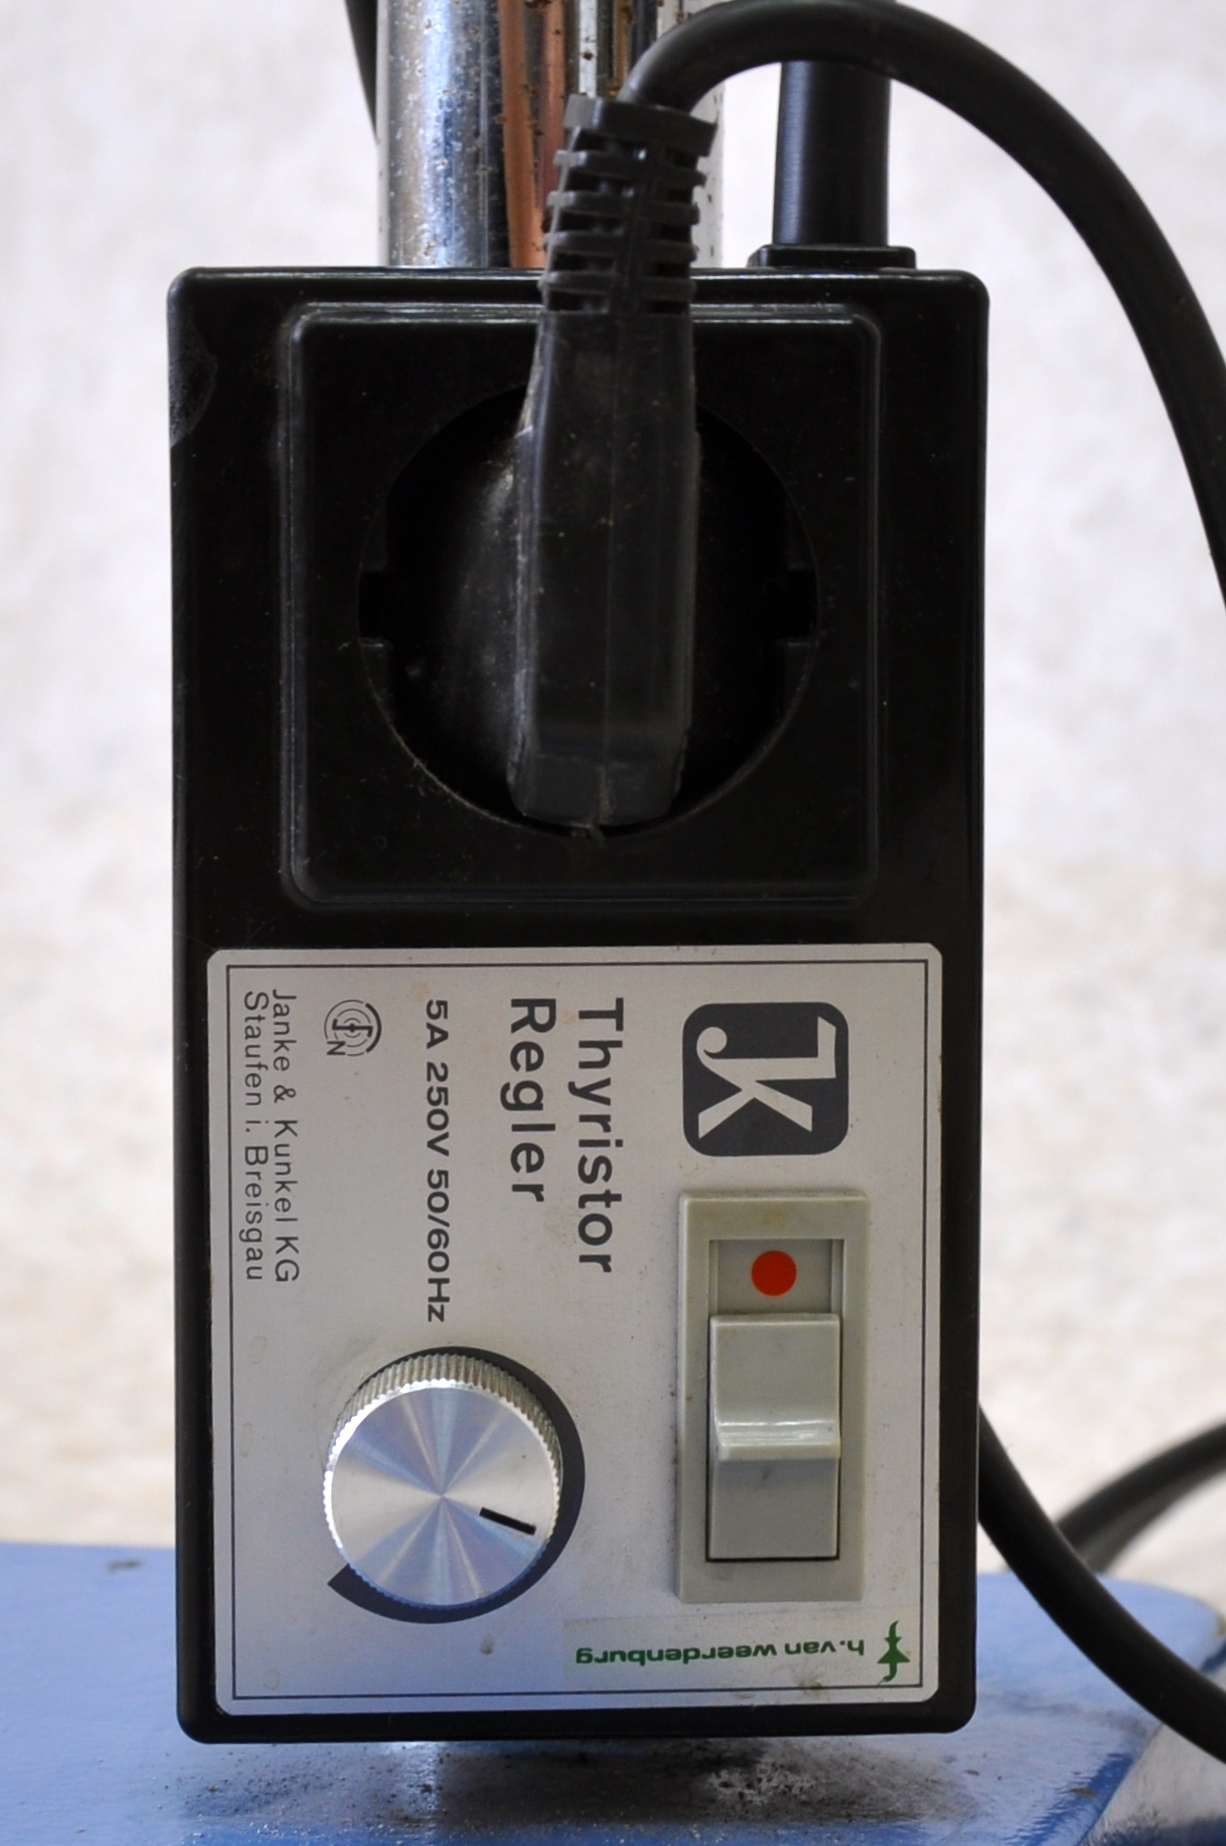 JK
Thyristor
Regler
5A 250V 50/60Hz
N
Janke & Kunkel KG
Staufen i. Breisgau
h.van weerdenburg